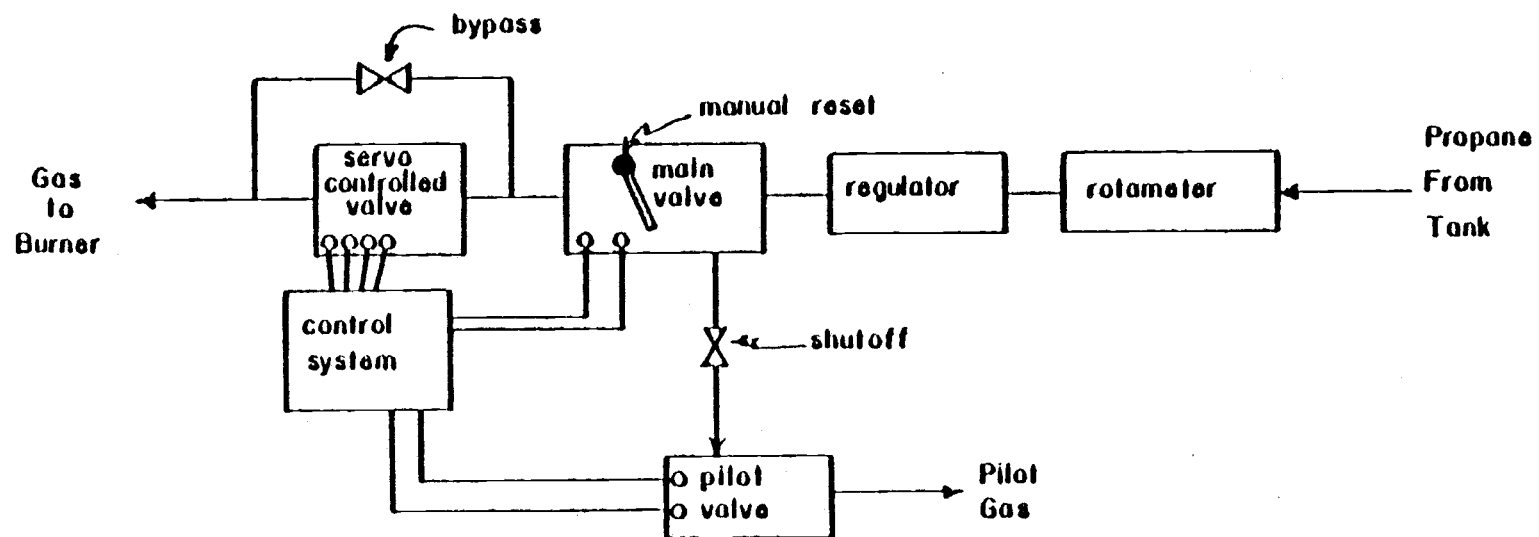 bypass
manual reset
Propane
From
Tank
Gas
to
Burner
servo
controlled
valve
main
valve
regulator
rotameter
control
system
shutoff
pilot
valve
Pilot
Gas